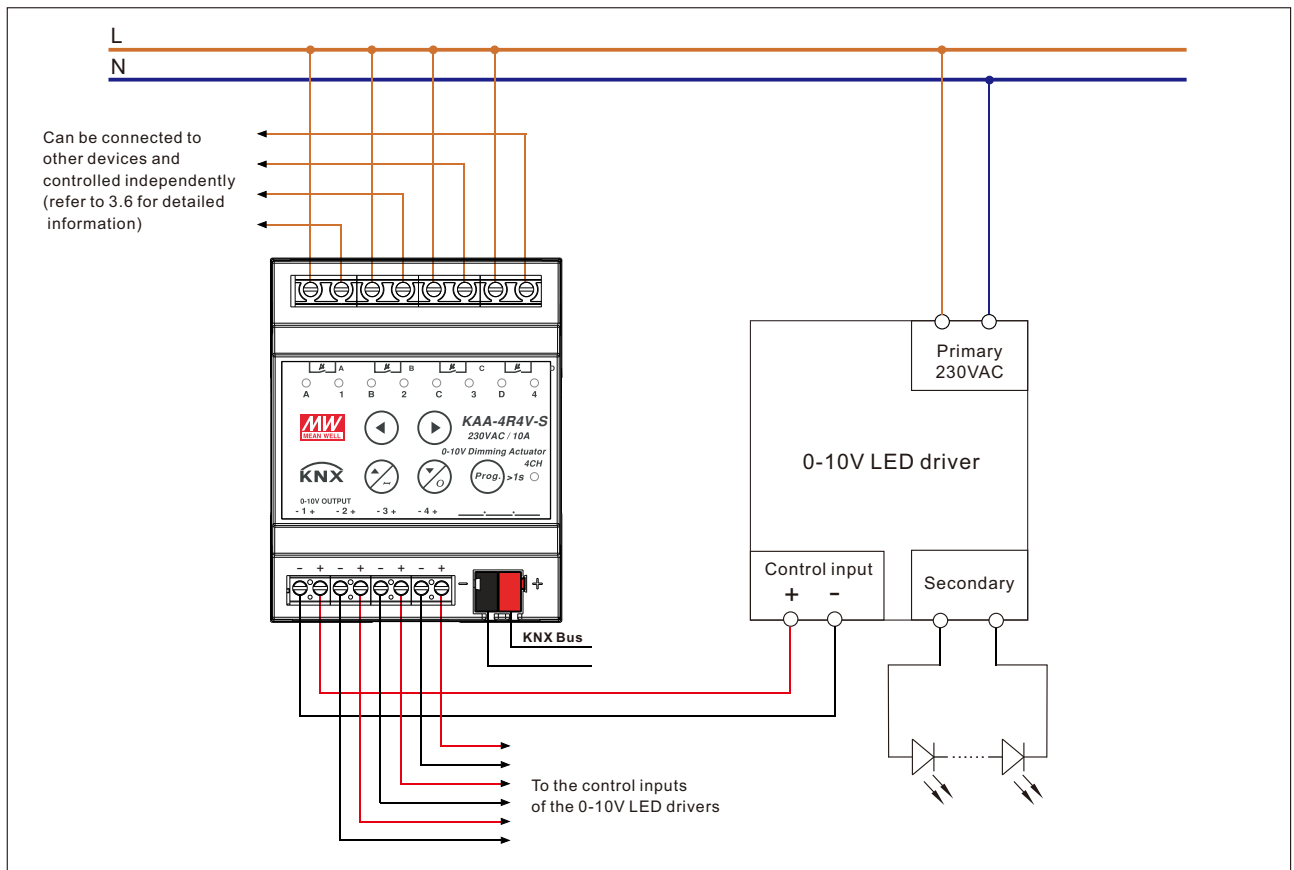 L
N
Can be connected to
other devices and
controlled independently
(refer to 3.6 for detailed
information)
μ A μ B μ C μ D
A 1 B 2 C 3 D 4
MW
MEAN WELL
KAA-4R4V-S
230VAC / 10A
0-10V Dimming Actuator
4CH
KNX
I
O
Prog. >1s
0-10V OUTPUT
- 1 + - 2 + - 3 + - 4 +
___.___.___
- + - + - + - +
- +
KNX Bus
Primary
230VAC
0-10V LED driver
Control input
+ -
Secondary
To the control inputs
of the 0-10V LED drivers